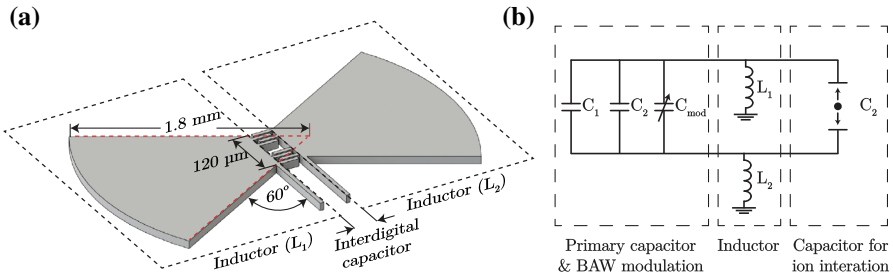 (a)
1.8 mm
120 µm
60°
Inductor (L₁)
Interdigital
capacitor
Inductor (L₂)
(b)
C₁
C₂
Cmod
L₁
L₂
C₂
Primary capacitor
& BAW modulation
Inductor
Capacitor for
ion interation